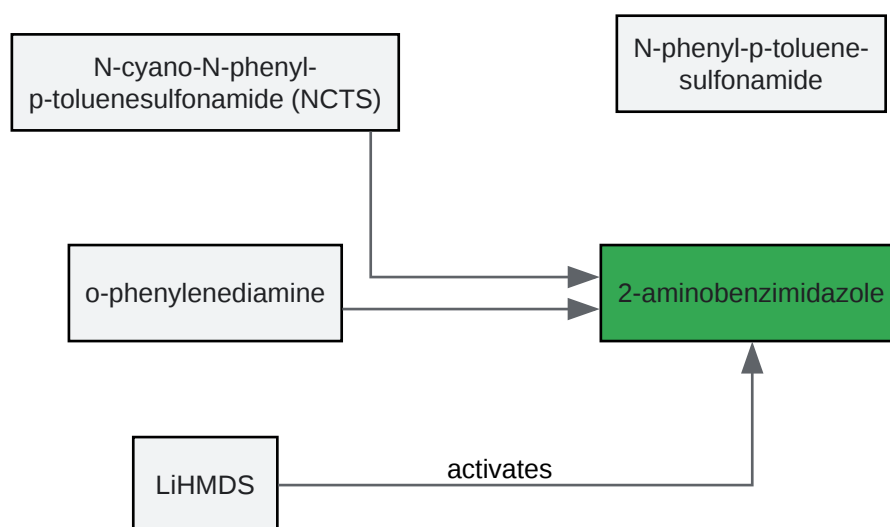 N-cyano-N-phenyl-
p-toluenesulfonamide (NCTS)
N-phenyl-p-toluene-
sulfonamide
o-phenylenediamine
2-aminobenzimidazole
LiHMDS
activates